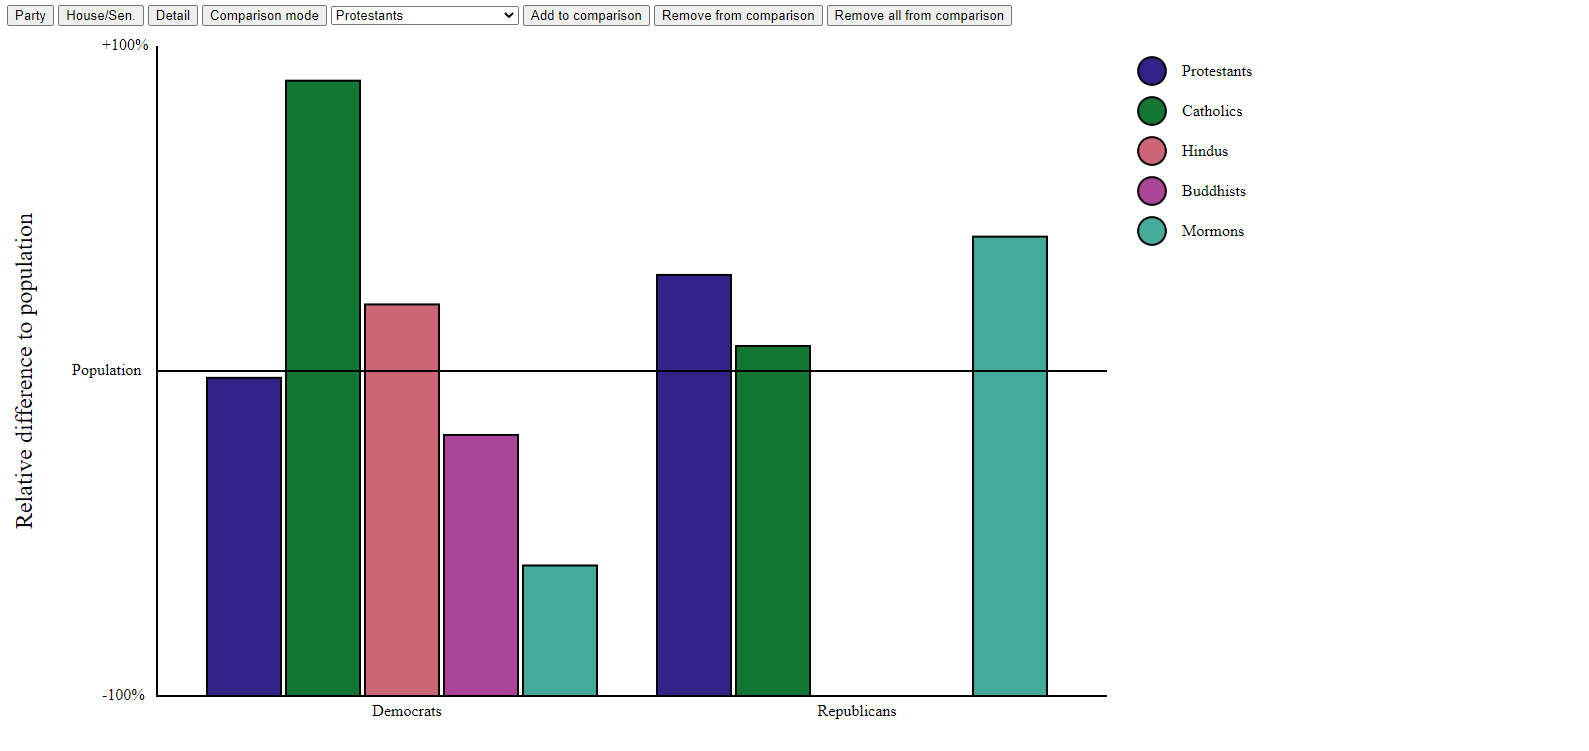 Party House/Sen. Detail Comparison mode Protestants Add to comparison Remove from comparison Remove all from comparison
+100%
Protestants
Catholics
Hindus
Buddhists
Mormons
Relative difference to population
Population
-100%
Democrats Republicans